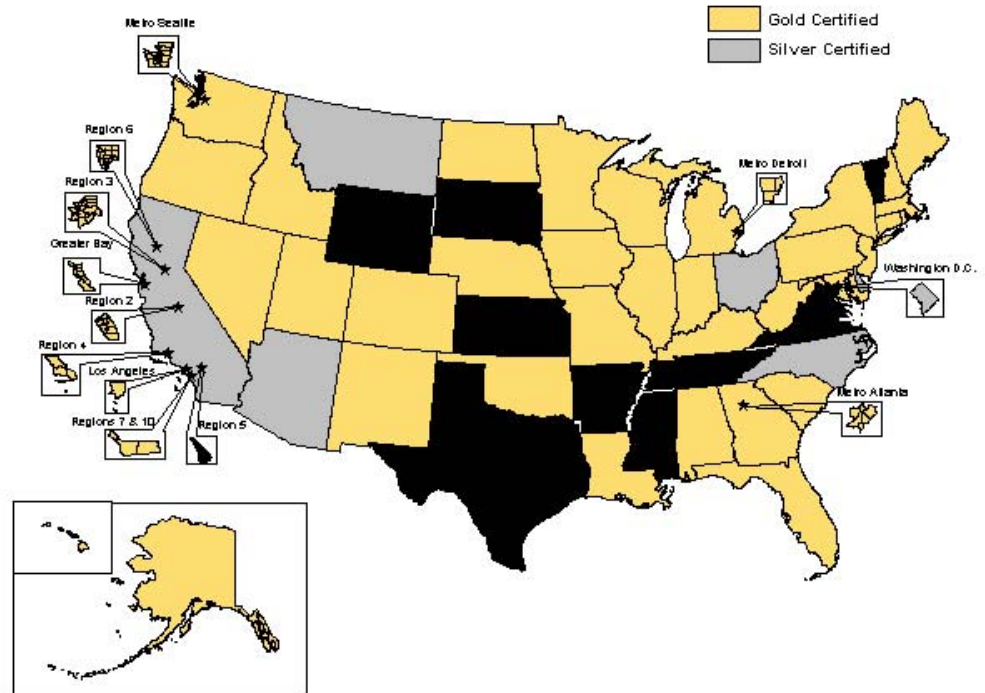 Metro Seattle
Gold Certified
Silver Certified
Region 6
Metro Detroit
Region 3
Greater Bay
Washington D.C.
Region 2
Region 4
Los Angeles
Metro Atlanta
Regions 7 & 10
Region 5